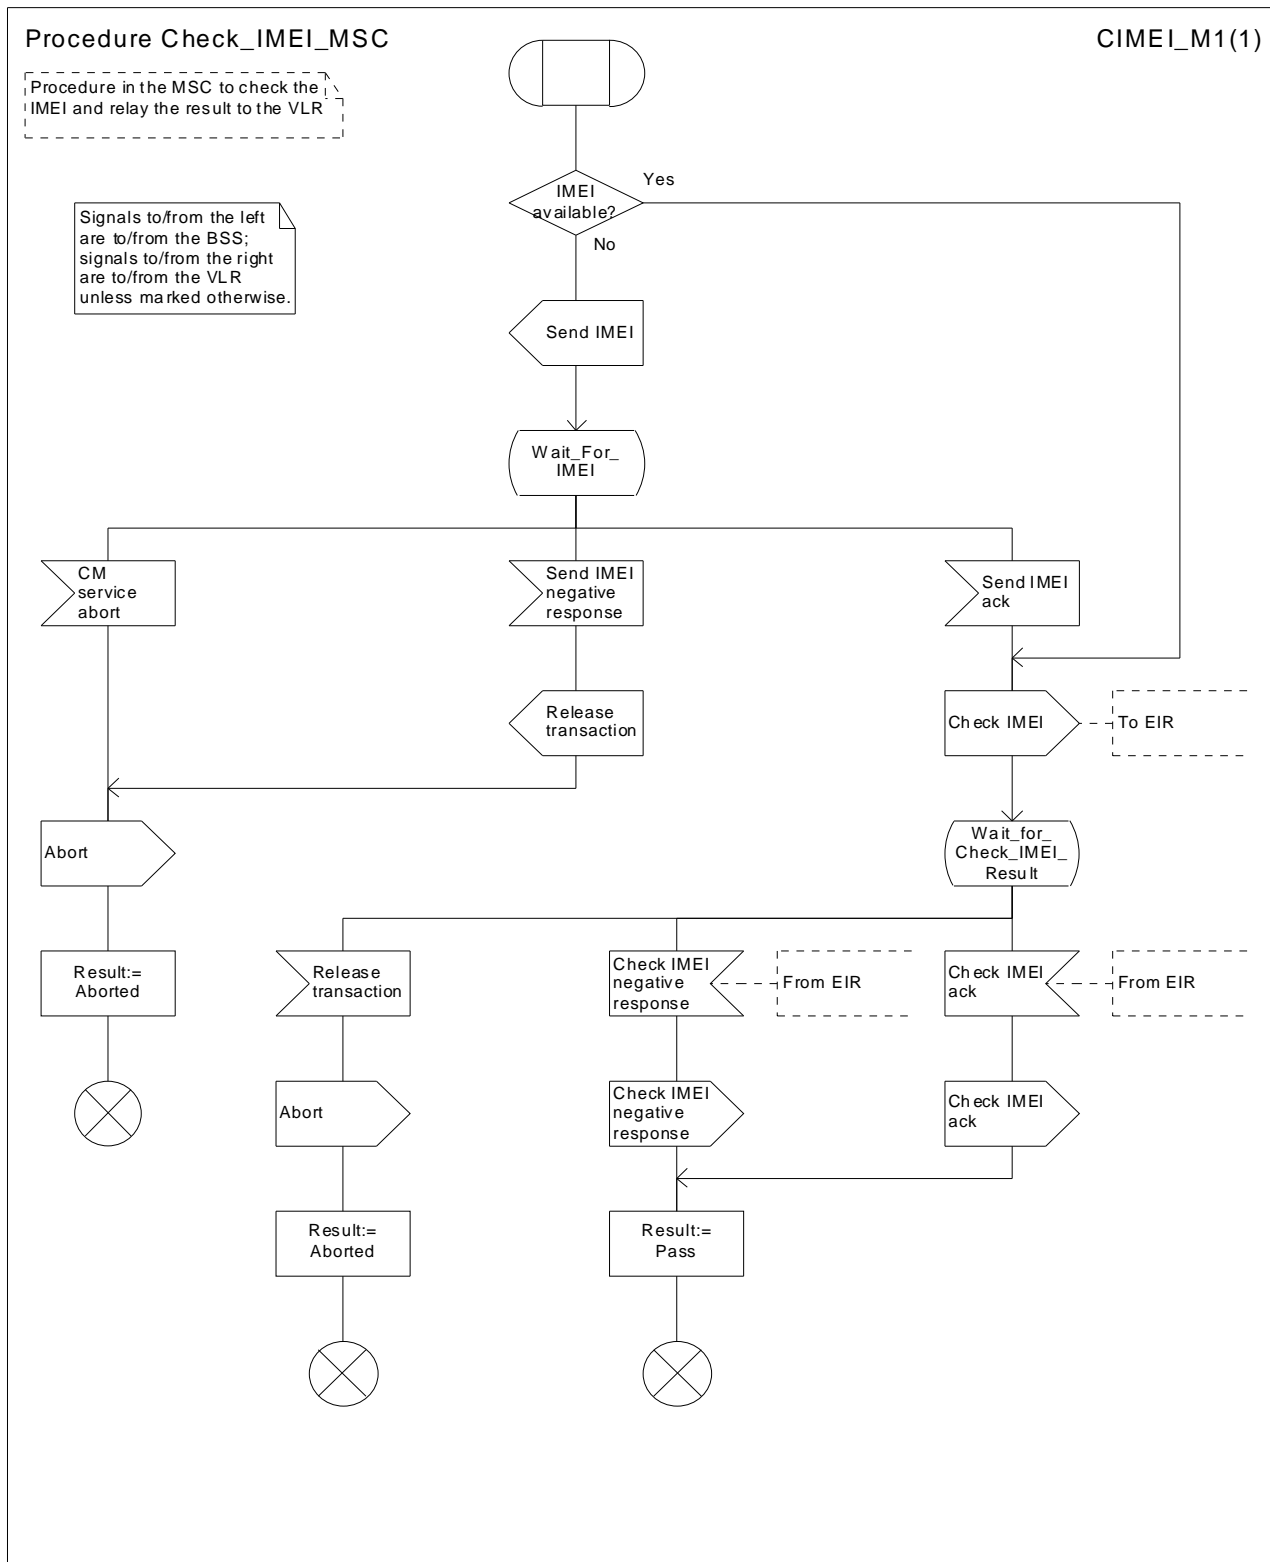 Procedure Check_IMEI_MSC
CIMEI_M1(1)
Procedure in the MSC to check the
IMEI and relay the result to the VLR
Signals to/from the left
are to/from the BSS;
signals to/from the right
are to/from the VLR
unless marked otherwise.
IMEI
available?
Yes
No
Send IMEI
Wait_For_
IMEI
CM
service
abort
Send IMEI
negative
response
Send IMEI
ack
Release
transaction
Check IMEI
To EIR
Abort
Wait_for_
Check_IMEI_
Result
Result:=
Aborted
Release
transaction
Check IMEI
negative
response
From EIR
Check IMEI
ack
From EIR
Abort
Check IMEI
negative
response
Check IMEI
ack
Result:=
Aborted
Result:=
Pass